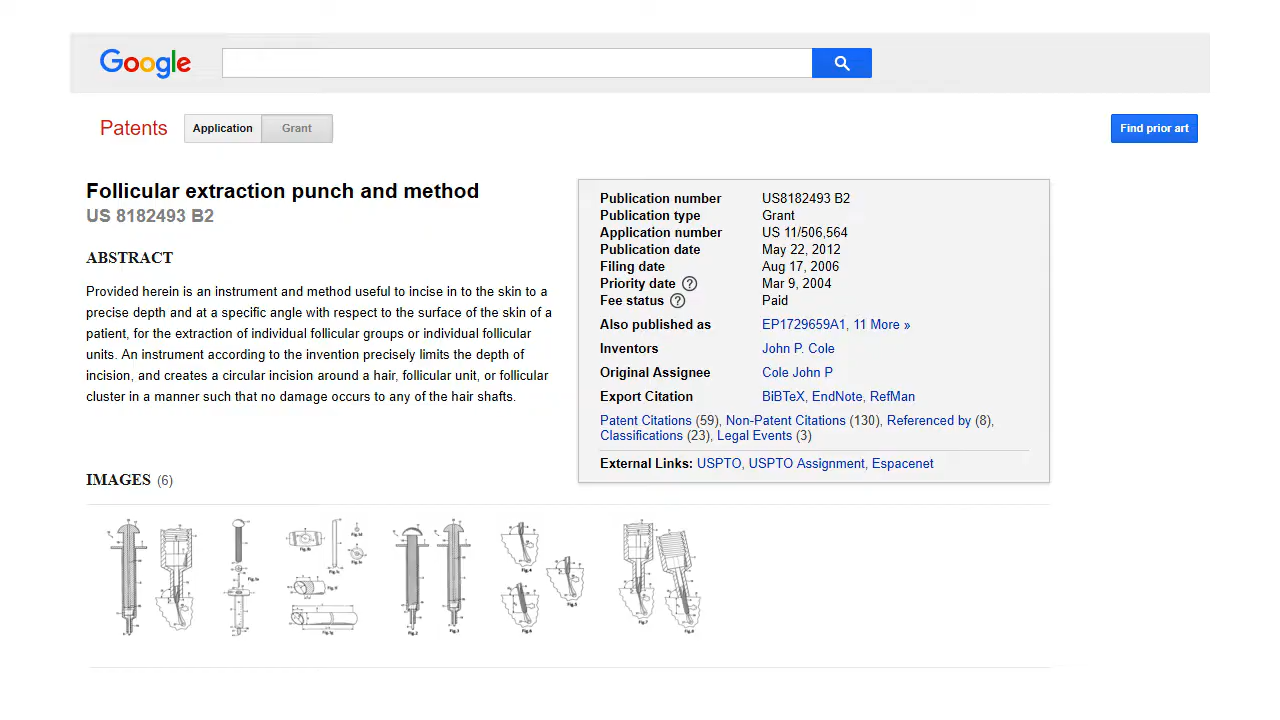 Google
Patents
Application
Grant
Find prior art
Follicular extraction punch and method
US 8182493 B2
ABSTRACT
Provided herein is an instrument and method useful to incise in to the skin to a
precise depth and at a specific angle with respect to the surface of the skin of a
patient, for the extraction of individual follicular groups or individual follicular
units. An instrument according to the invention precisely limits the depth of
incision, and creates a circular incision around a hair, follicular unit, or follicular
cluster in a manner such that no damage occurs to any of the hair shafts.
Publication number US8182493 B2
Publication type Grant
Application number US 11/506,564
Publication date May 22, 2012
Filing date Aug 17, 2006
Priority date ? Mar 9, 2004
Fee status ? Paid
Also published as EP1729659A1, 11 More »
Inventors John P. Cole
Original Assignee Cole John P
Export Citation BiBTeX, EndNote, RefMan
Patent Citations (59), Non-Patent Citations (130), Referenced by (8),
Classifications (23), Legal Events (3)
External Links: USPTO, USPTO Assignment, Espacenet
IMAGES (6)